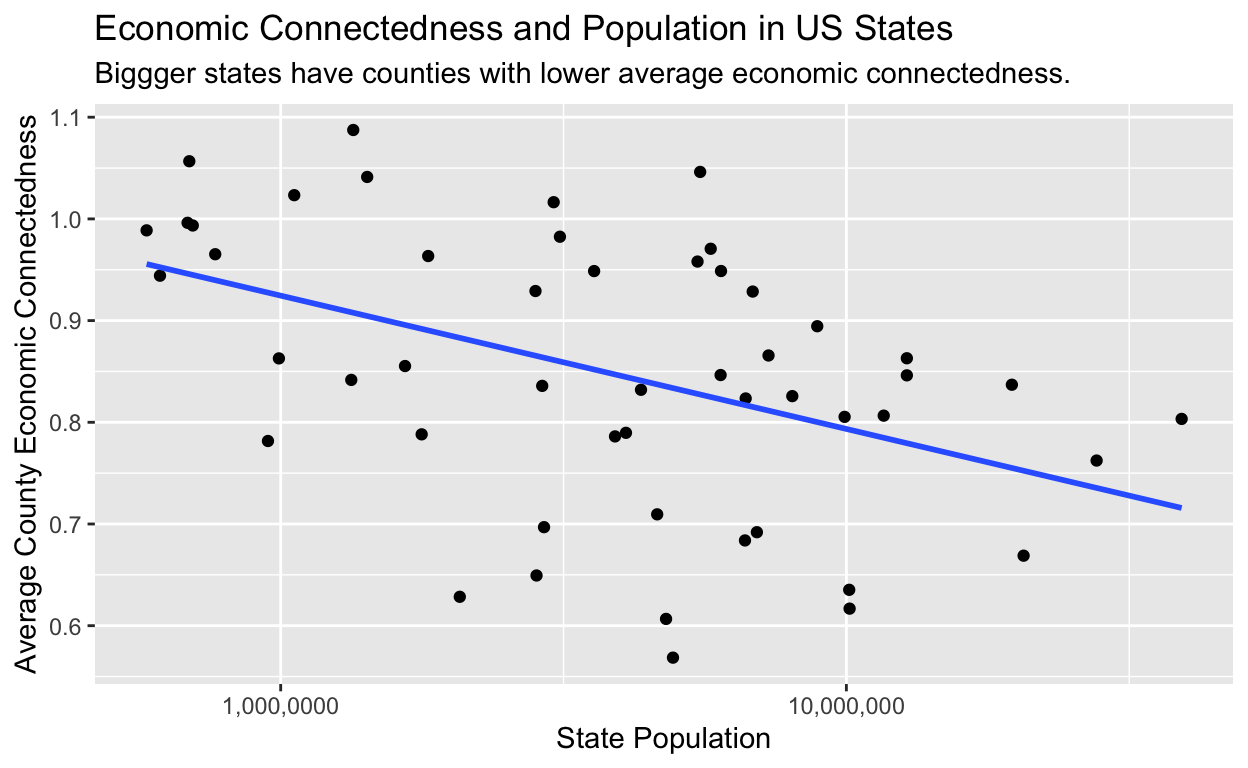 Economic Connectedness and Population in US States
Biggger states have counties with lower average economic connectedness.
Average County Economic Connectedness
1.1
1.0
0.9
0.8
0.7
0.6
1,000,0000
10,000,000
State Population